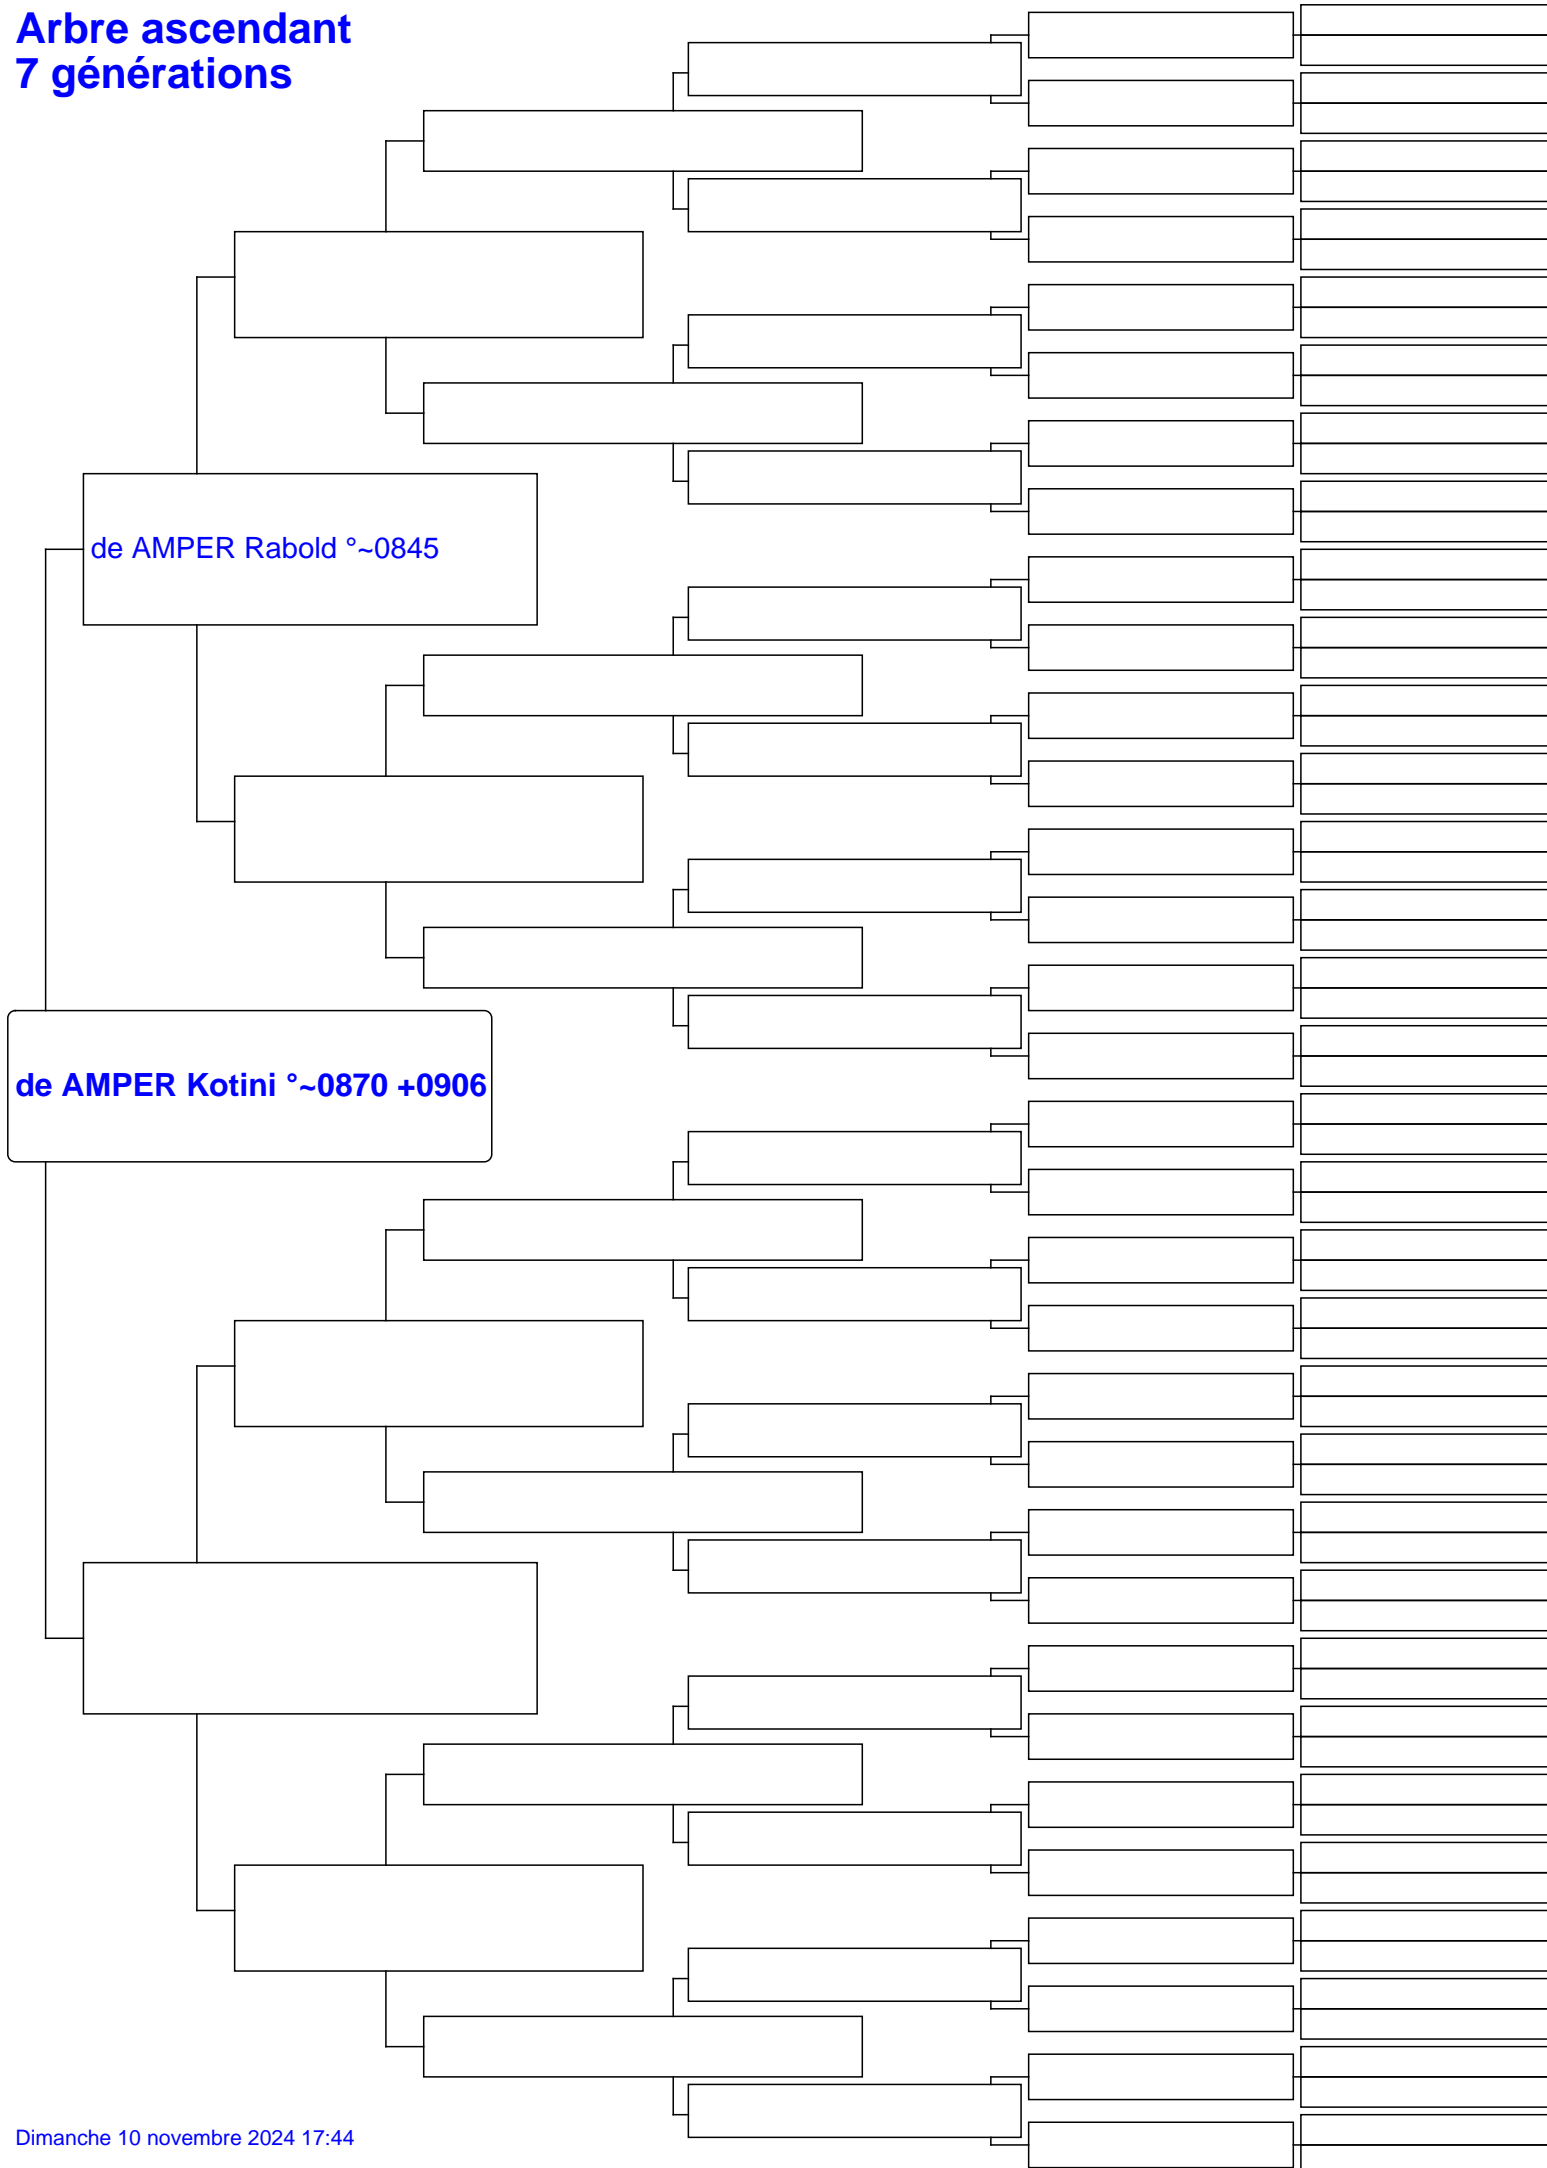 Arbre ascendant
7 générations
de AMPER Rabold °~0845
de AMPER Kotini °~0870 +0906
Dimanche 10 novembre 2024 17:44